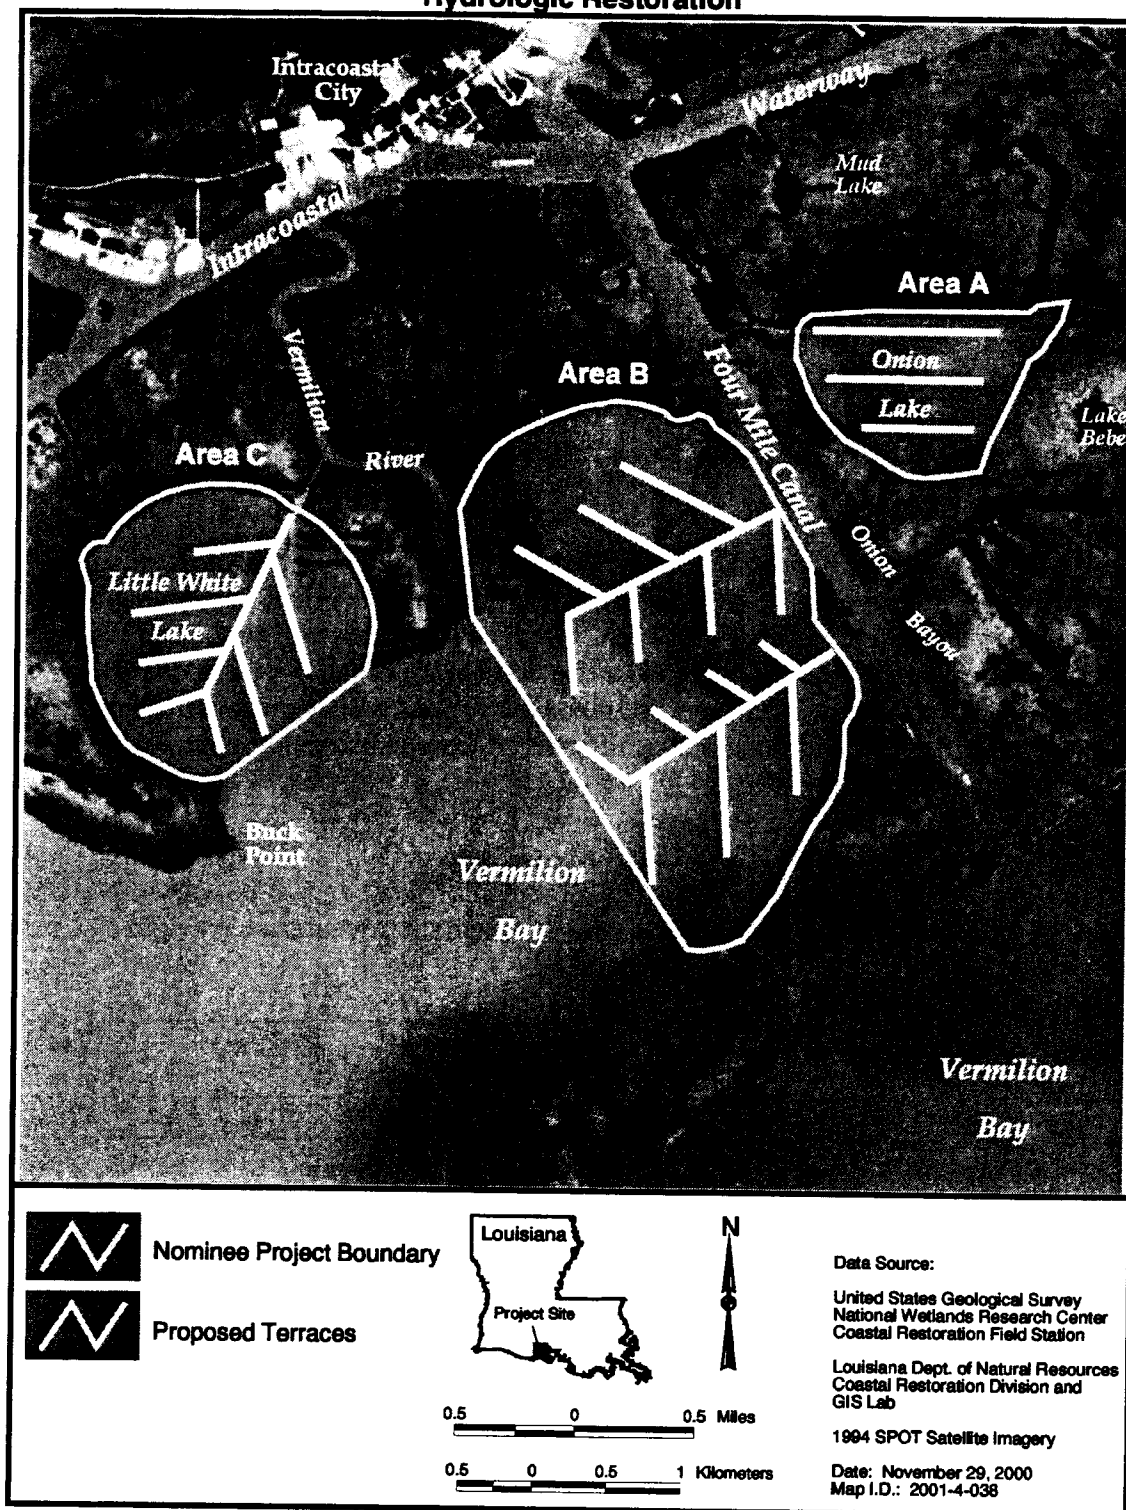 Hydrologic Restoration
Intracoastal
City
Waterway
Mud
Lake
Intracoastal
Area A
Vermilion
Four Mile Canal
Onion
Area B
Lake
Lake
Bebe
Area C
River
Onion
Little White
Bayou
Lake
Buck
Point
Vermilion
Bay
Vermilion
Bay
Nominee Project Boundary
Proposed Terraces
Louisiana
Project Site
N
0.5 0 0.5 Miles
0.5 0 0.5 1 Kilometers
Data Source:
United States Geological Survey
National Wetlands Research Center
Coastal Restoration Field Station
Louisiana Dept. of Natural Resources
Coastal Restoration Division and
GIS Lab
1994 SPOT Satellite Imagery
Date: November 29, 2000
Map I.D.: 2001-4-038